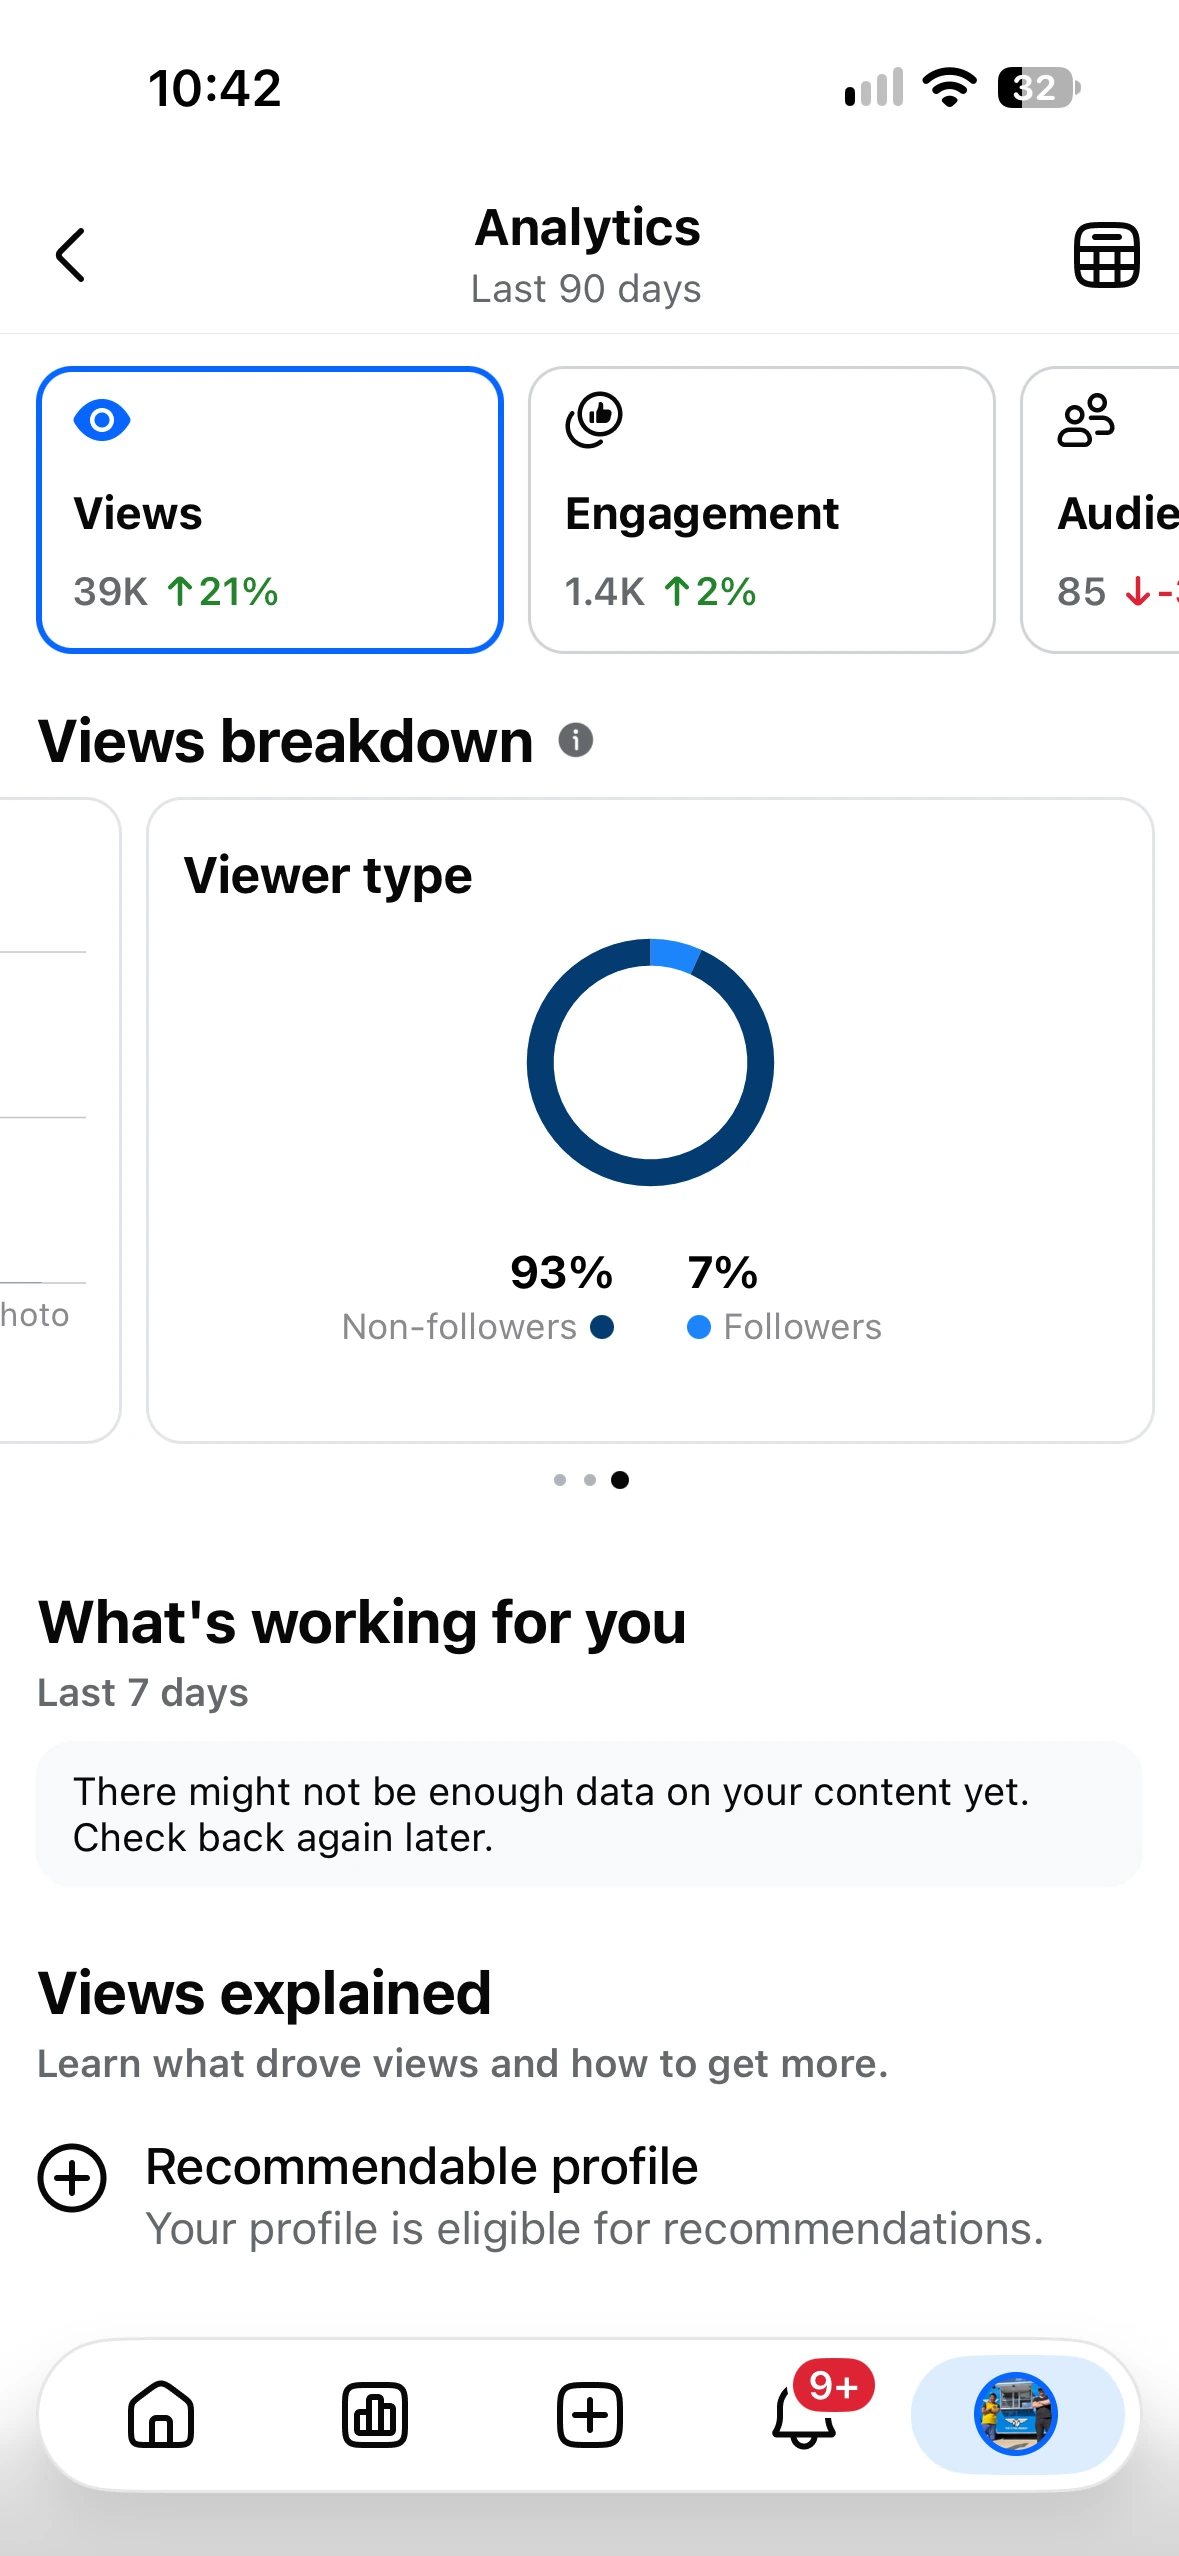 10:42
32
Analytics
Last 90 days
Views
39K ↑21%
Engagement
1.4K ↑2%
Audie
85 ↓-
Views breakdown
hoto
Viewer type
93%
Non-followers
7%
Followers
What's working for you
Last 7 days
There might not be enough data on your content yet.
Check back again later.
Views explained
Learn what drove views and how to get more.
Recommendable profile
Your profile is eligible for recommendations.
9+